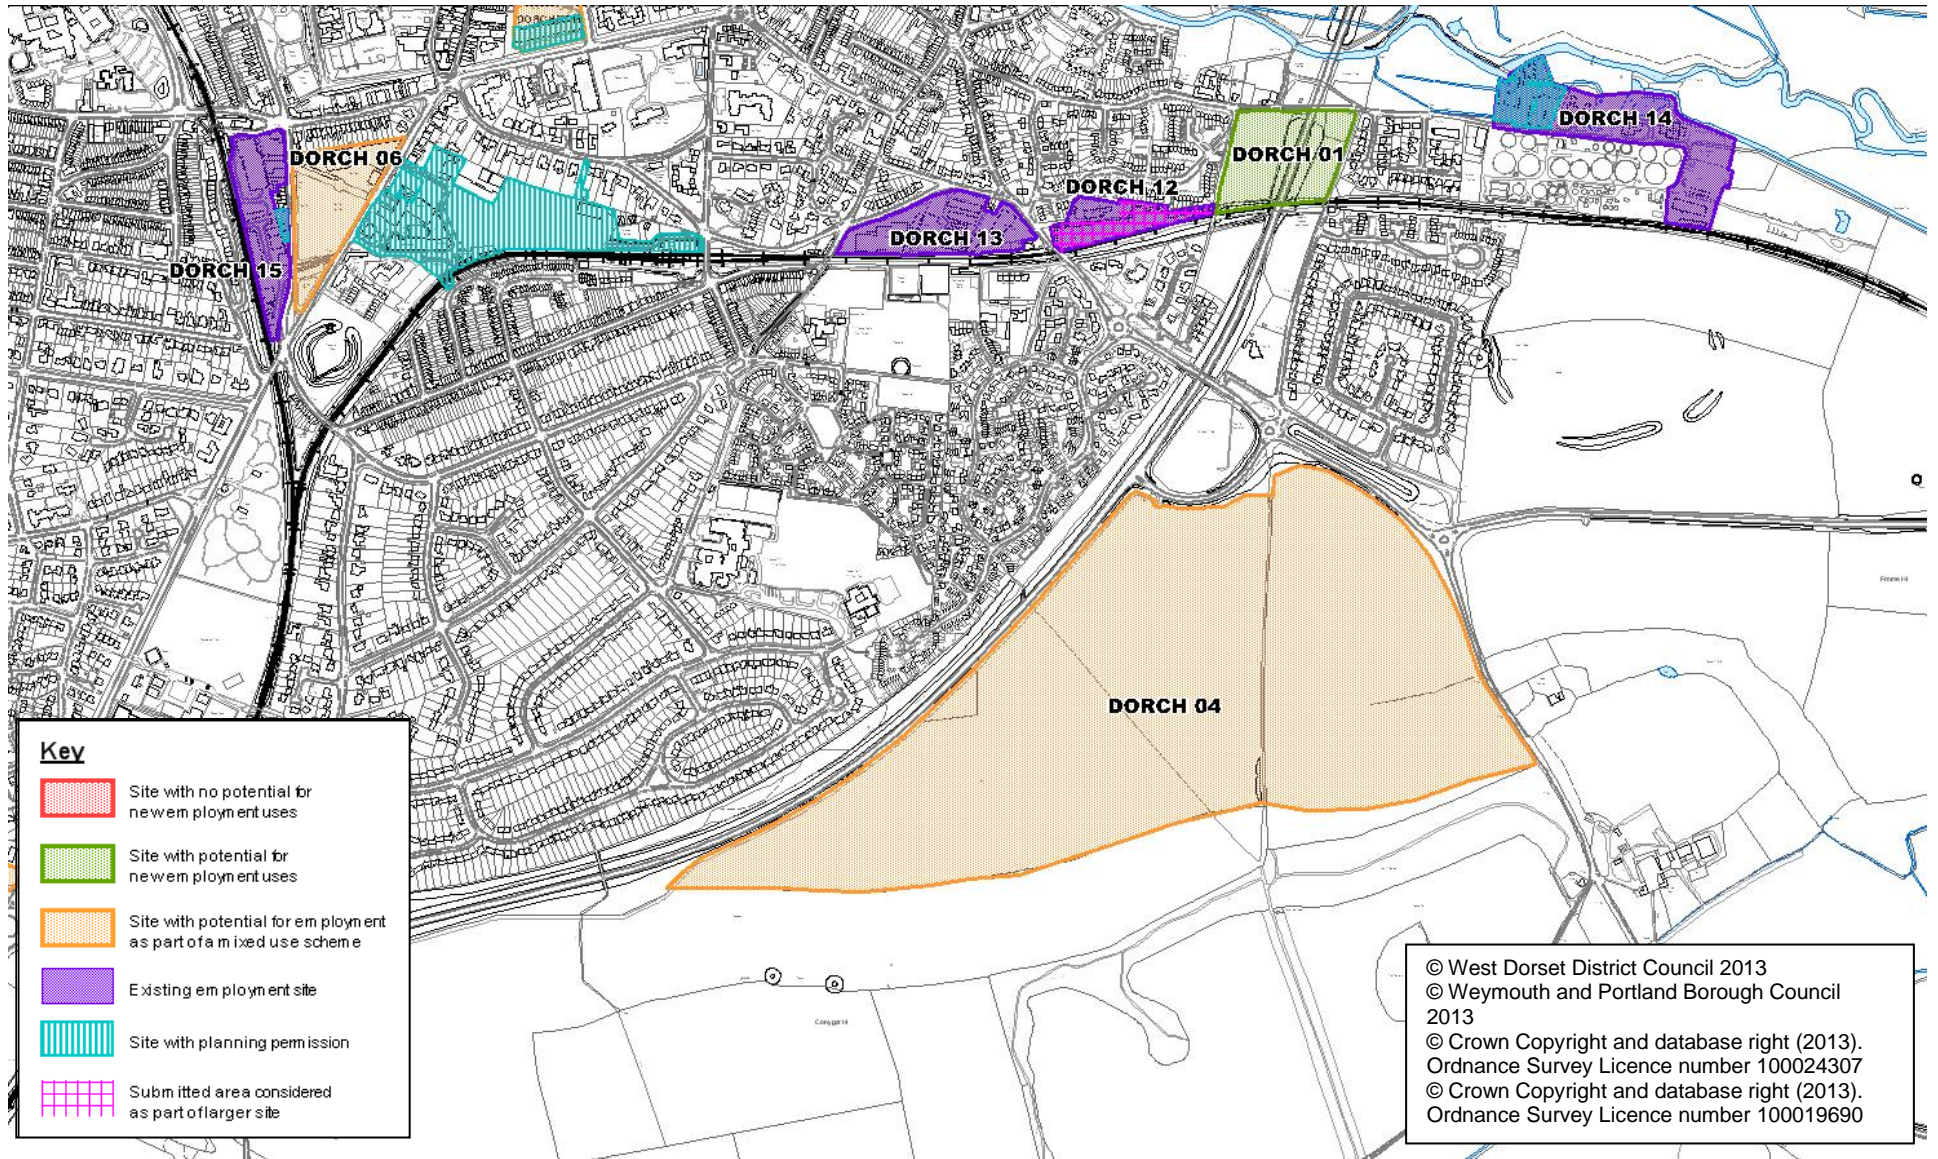 DORCH 06
DORCH 15
DORCH 13
DORCH 12
DORCH 01
DORCH 14
DORCH 04
Frome Hill
Conygar Hill
Key
Site with no potential for
new employment uses
Site with potential for
new employment uses
Site with potential for employment
as part of a mixed use scheme
Existing employment site
Site with planning permission
Submitted area considered
as part of larger site
© West Dorset District Council 2013
© Weymouth and Portland Borough Council
2013
© Crown Copyright and database right (2013).
Ordnance Survey Licence number 100024307
© Crown Copyright and database right (2013).
Ordnance Survey Licence number 100019690